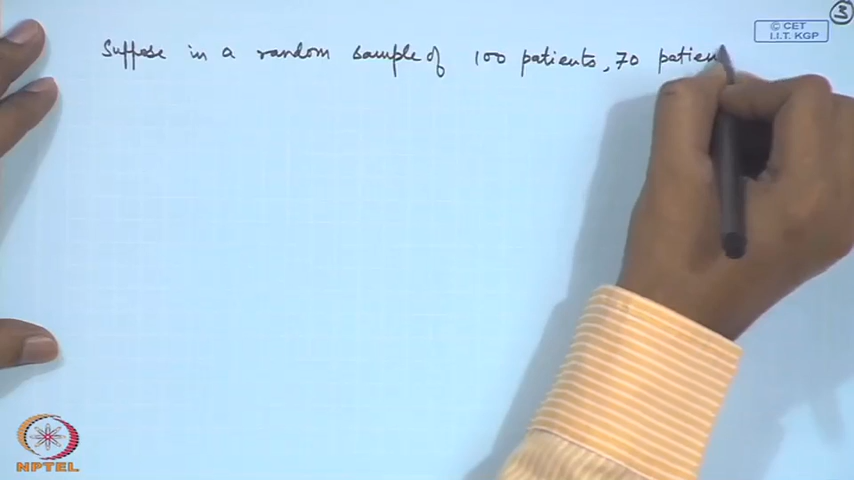 3
© CET
I.I.T. KGP
Suppose in a random sample of 100 patients, 70 patien
NPTEL